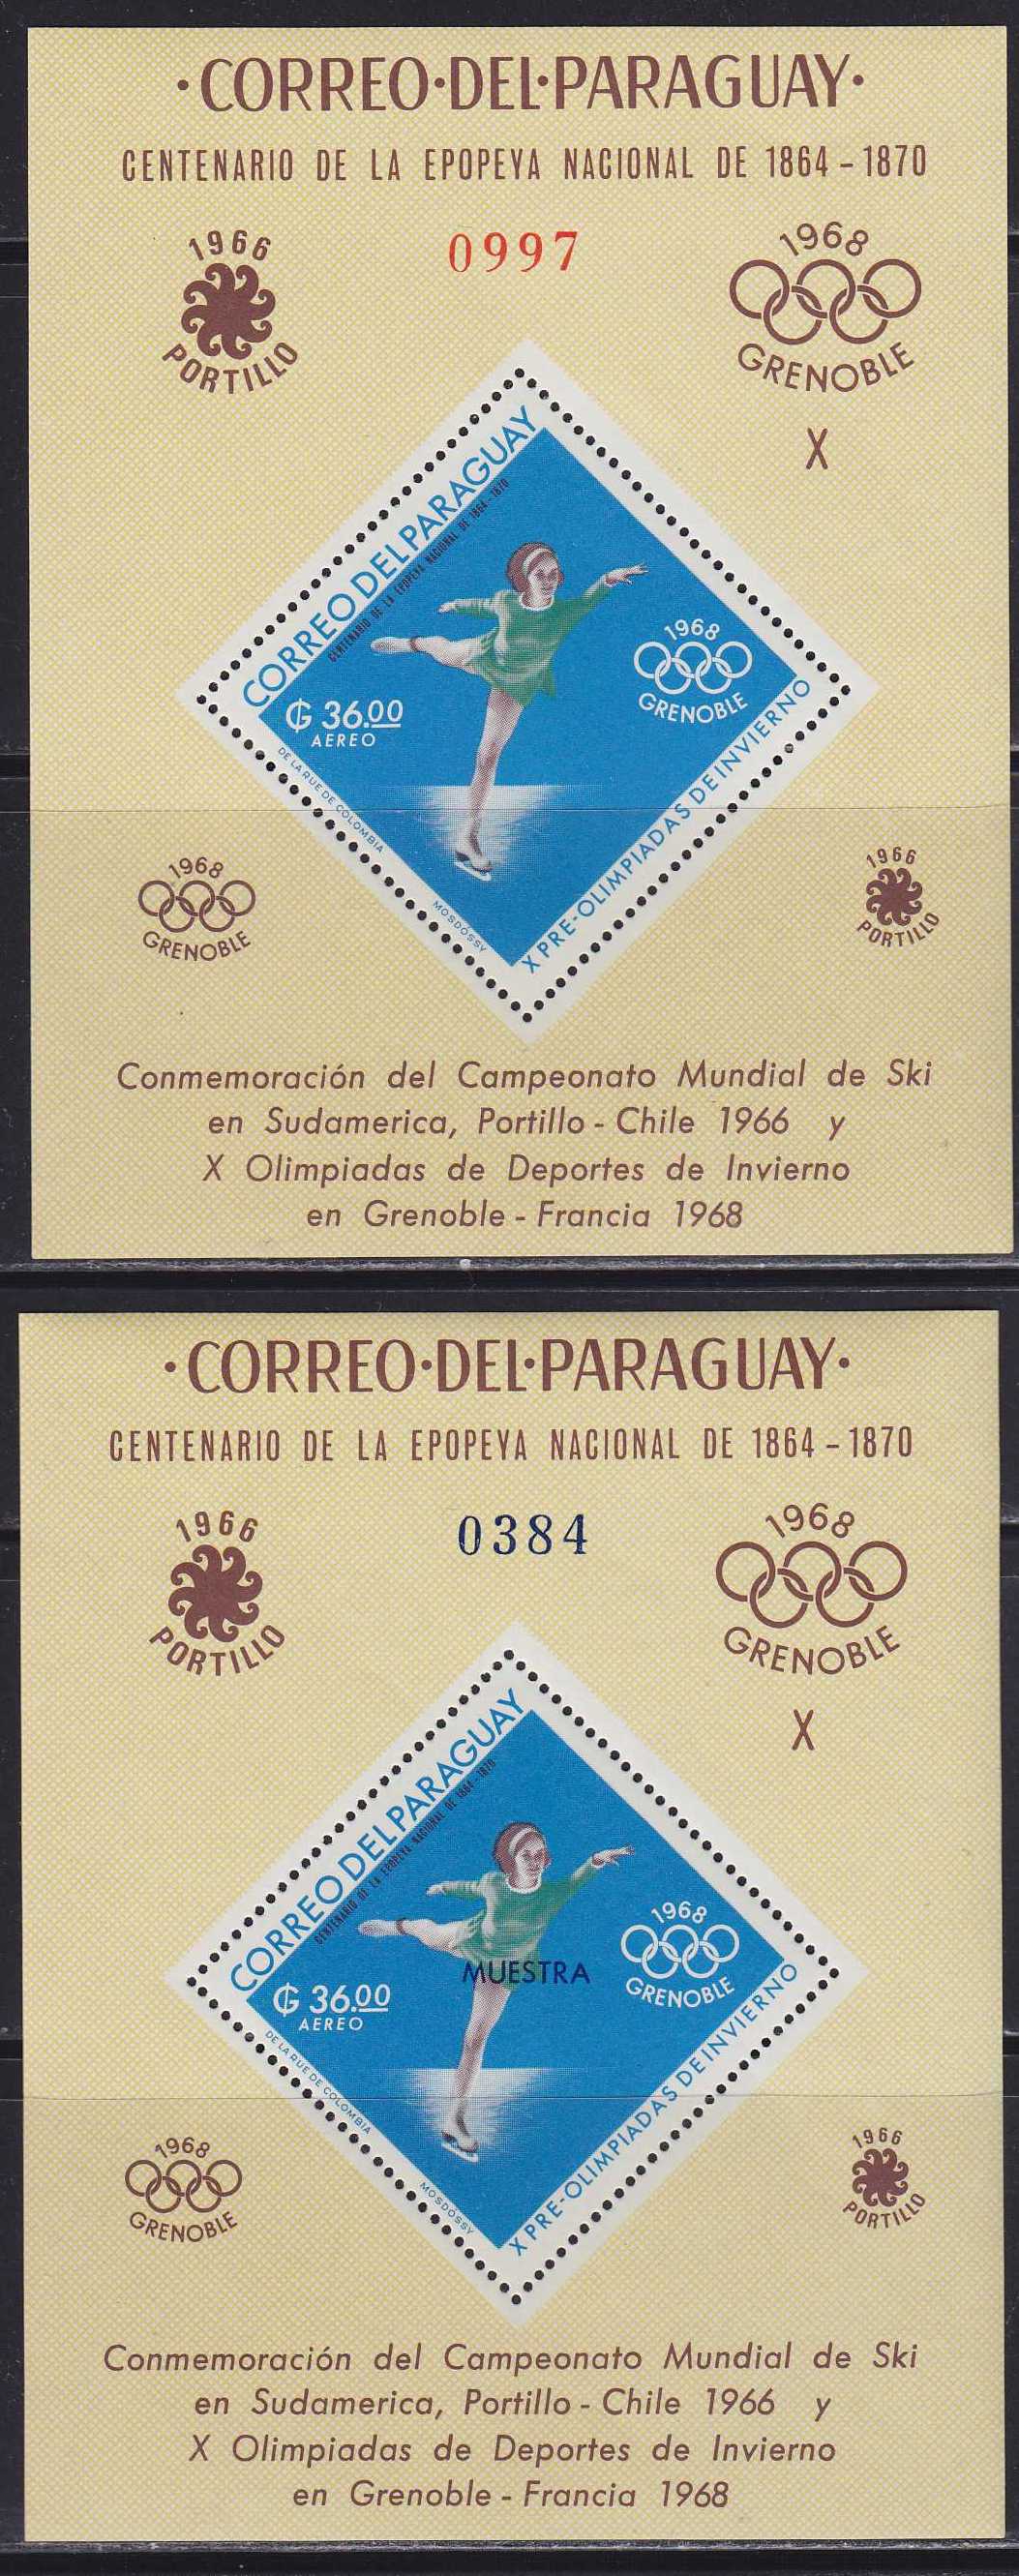 ·CORREO·DEL·PARAGUAY·
CENTENARIO DE LA EPOPEYA NACIONAL DE 1864 – 1870
1966
PORTILLO
0997
1968
GRENOBLE
X
CORREO DEL PARAGUAY
CENTENARIO DE LA EPOPEYA NACIONAL DE 1864 - 1870
1968
GRENOBLE
₲ 36.00
AEREO
DE LA RUE DE COLOMBIA
MOSDÓSSY
X PRE-OLIMPIADAS DE INVIERNO
1968
GRENOBLE
1966
PORTILLO
Conmemoración del Campeonato Mundial de Ski
en Sudamerica, Portillo - Chile 1966 y
X Olimpiadas de Deportes de Invierno
en Grenoble - Francia 1968
·CORREO·DEL·PARAGUAY·
CENTENARIO DE LA EPOPEYA NACIONAL DE 1864 – 1870
1966
PORTILLO
0384
1968
GRENOBLE
X
CORREO DEL PARAGUAY
CENTENARIO DE LA EPOPEYA NACIONAL DE 1864 - 1870
1968
GRENOBLE
MUESTRA
₲ 36.00
AEREO
DE LA RUE DE COLOMBIA
MOSDÓSSY
X PRE-OLIMPIADAS DE INVIERNO
1968
GRENOBLE
1966
PORTILLO
Conmemoración del Campeonato Mundial de Ski
en Sudamerica, Portillo - Chile 1966 y
X Olimpiadas de Deportes de Invierno
en Grenoble - Francia 1968